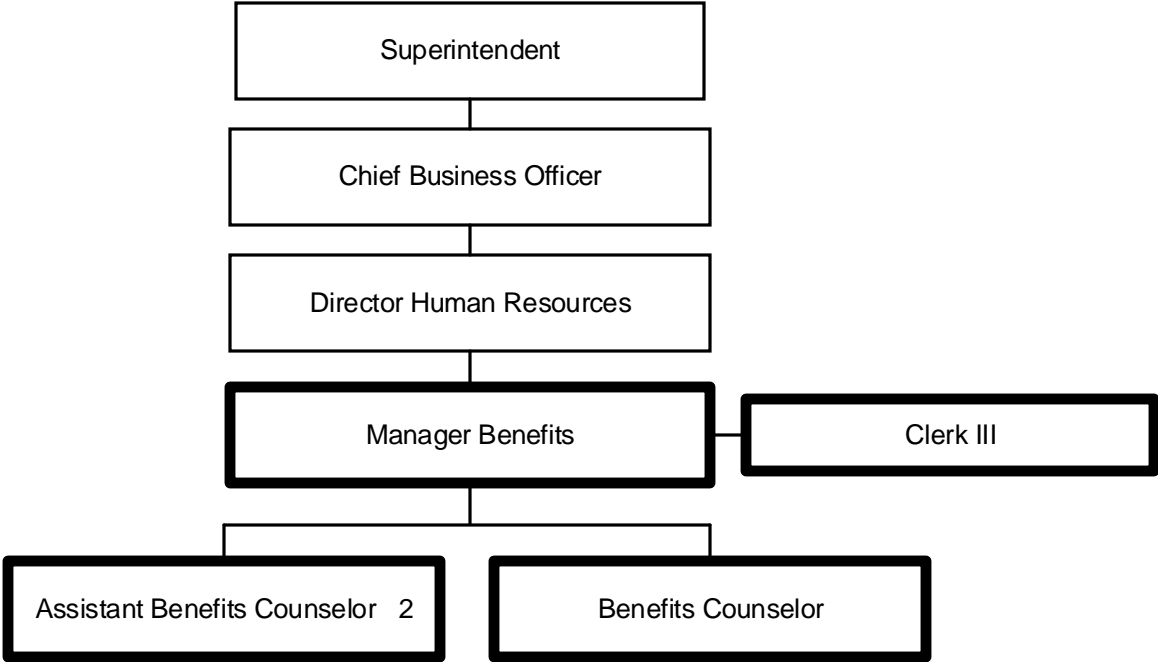 Superintendent
Chief Business Officer
Director Human Resources
Manager Benefits
Clerk III
Assistant Benefits Counselor 2
Benefits Counselor